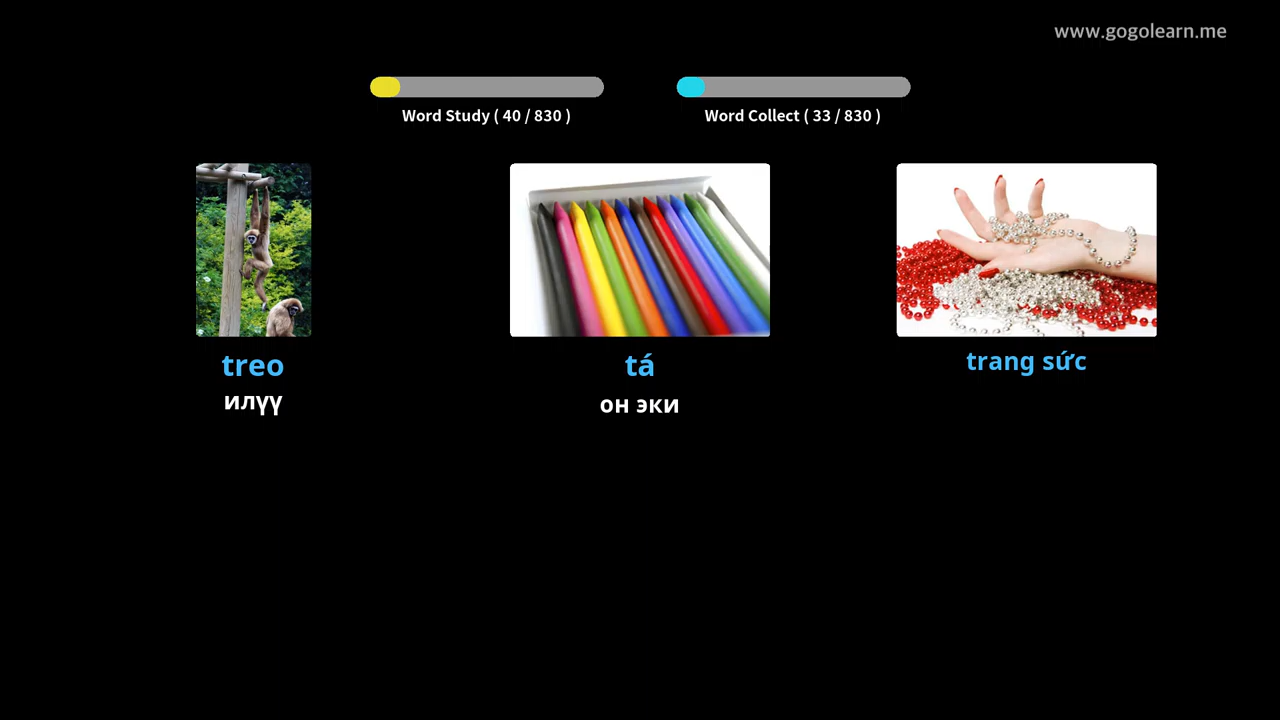 www.gogolearn.me
Word Study ( 40 / 830 )
Word Collect ( 33 / 830 )
treo
tá
trang sức
илүү
он эки